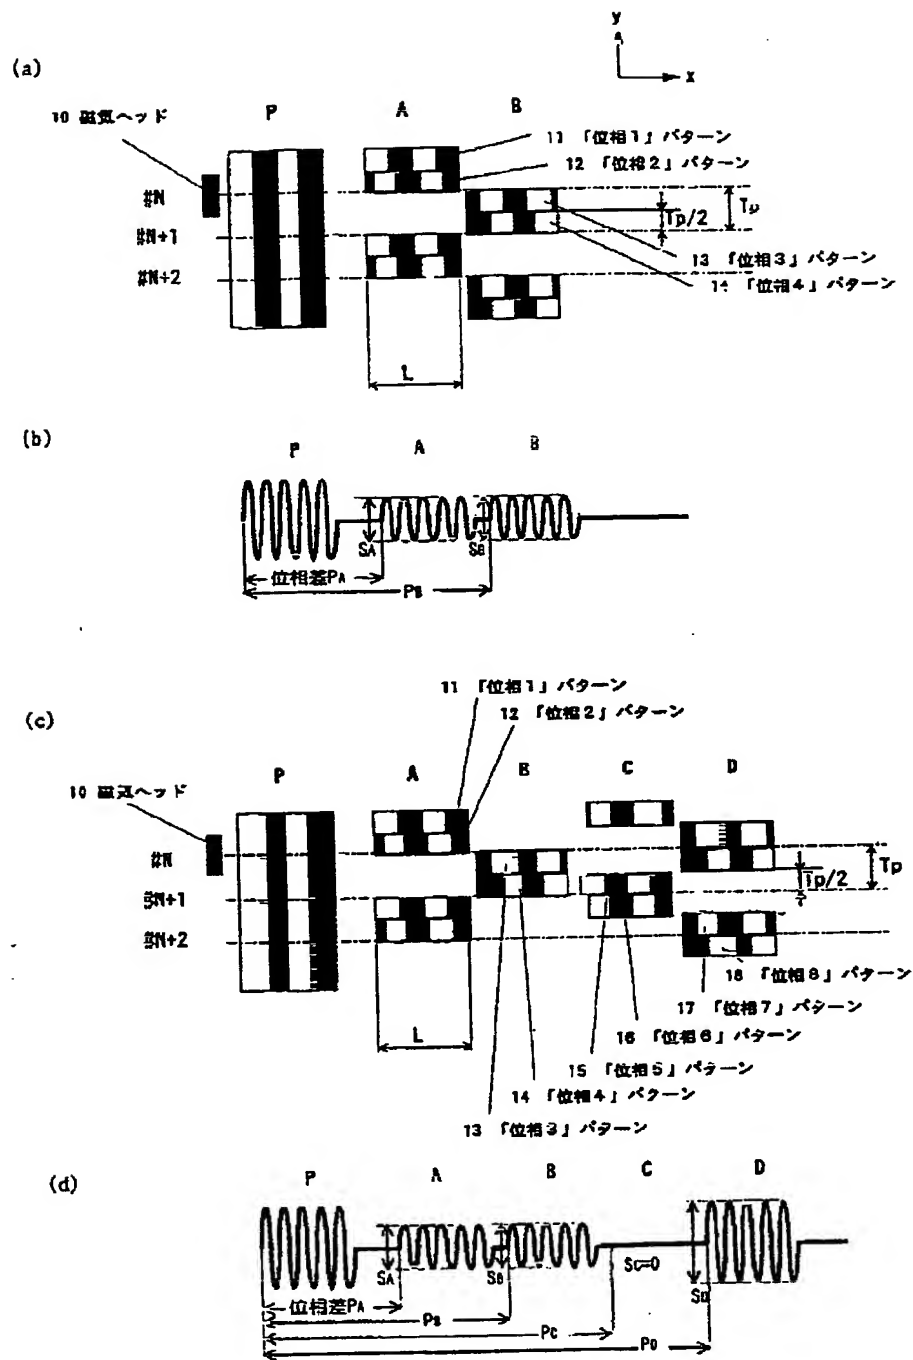 y
x
(a)
P
A
B
10 磁気ヘッド
11 「位相1」パターン
12 「位相2」パターン
#N
#N+1
#N+2
Tp
Tp/2
13 「位相3」パターン
14 「位相4」パターン
L
(b)
P
A
B
SA
SB
位相差PA
PB
(c)
11 「位相1」パターン
12 「位相2」パターン
P
A
B
C
D
10 磁気ヘッド
#N
#N+1
#N+2
Tp
Tp/2
18 「位相8」パターン
17 「位相7」パターン
16 「位相6」パターン
15 「位相5」パターン
14 「位相4」パターン
13 「位相3」パターン
L
(d)
P
A
B
C
D
SA
SB
SC=0
SD
位相差PA
PB
PC
PD